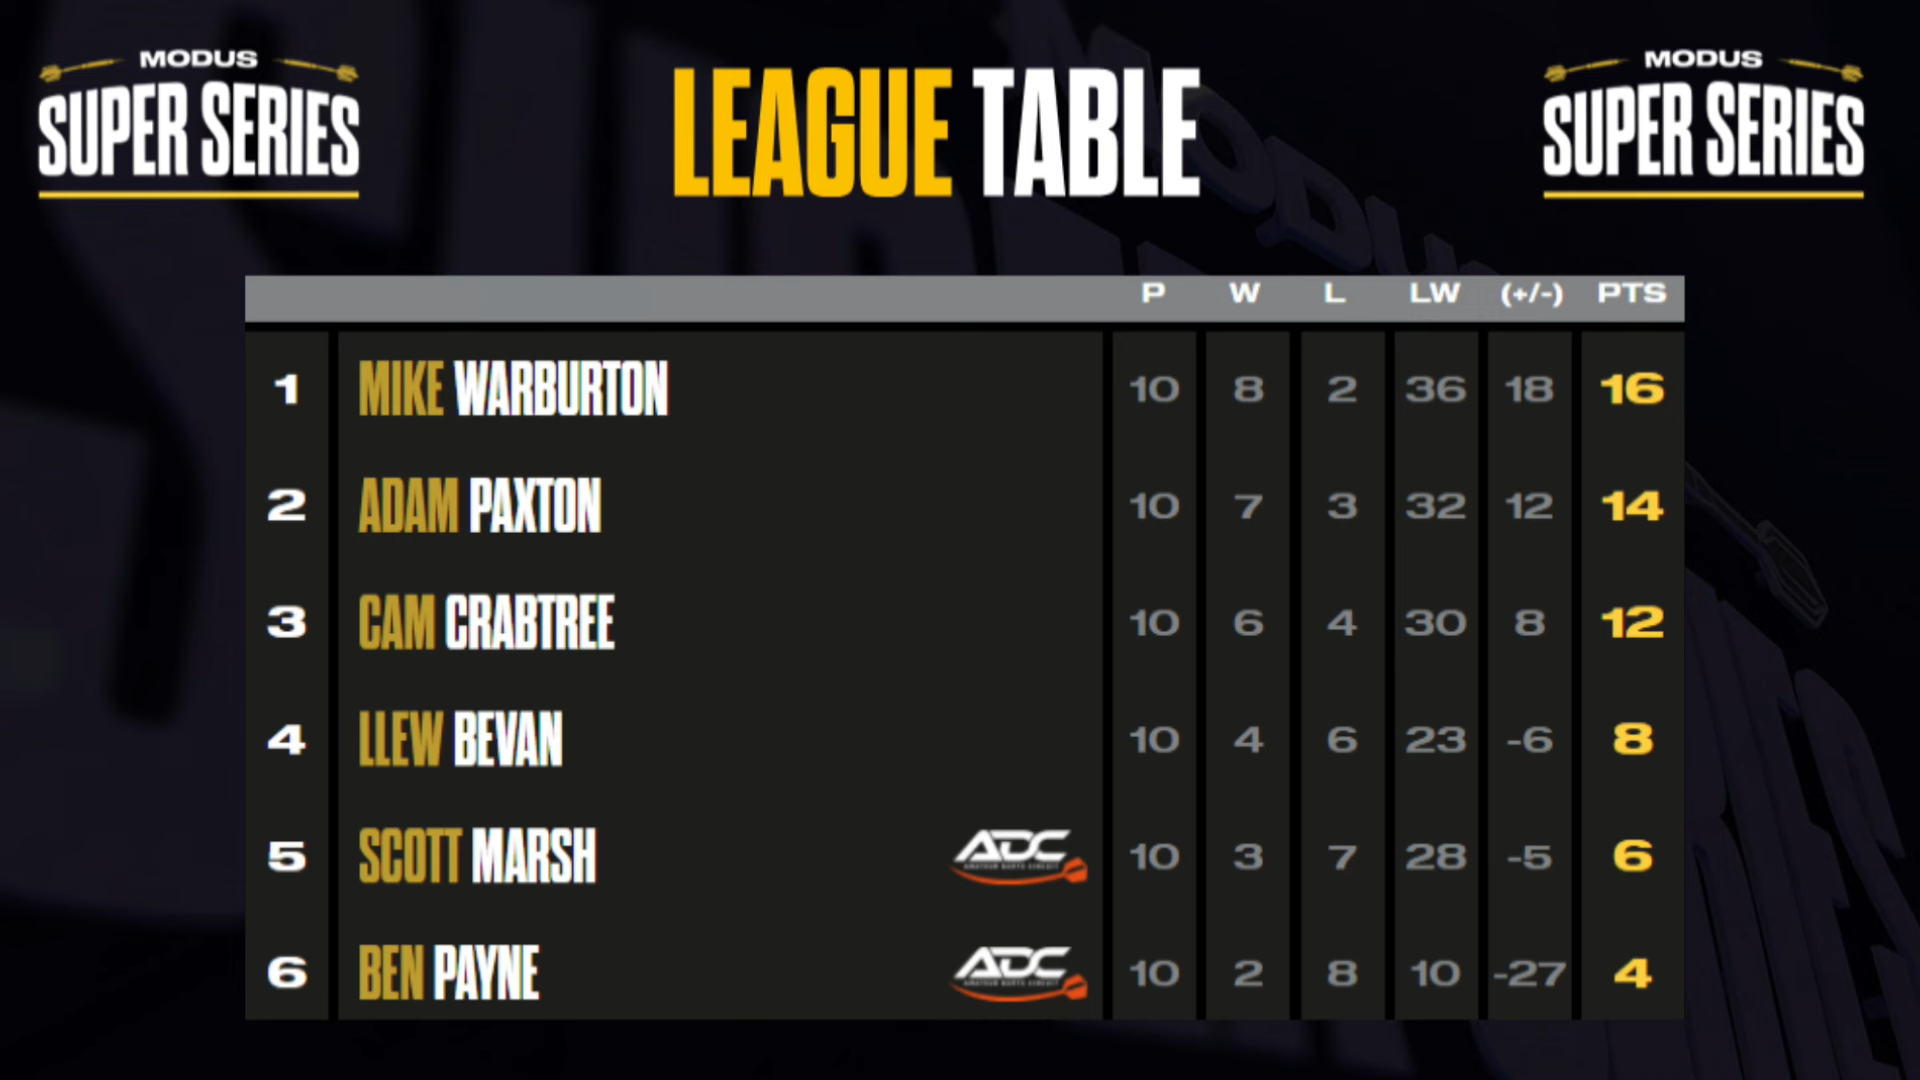 MODUS
SUPER SERIES
LEAGUE TABLE
MODUS
SUPER SERIES
P W L LW (+/-) PTS
1 MIKE WARBURTON 10 8 2 36 18 16
2 ADAM PAXTON 10 7 3 32 12 14
3 CAM CRABTREE 10 6 4 30 8 12
4 LLEW BEVAN 10 4 6 23 -6 8
5 SCOTT MARSH ADC 10 3 7 28 -5 6
6 BEN PAYNE ADC 10 2 8 10 -27 4